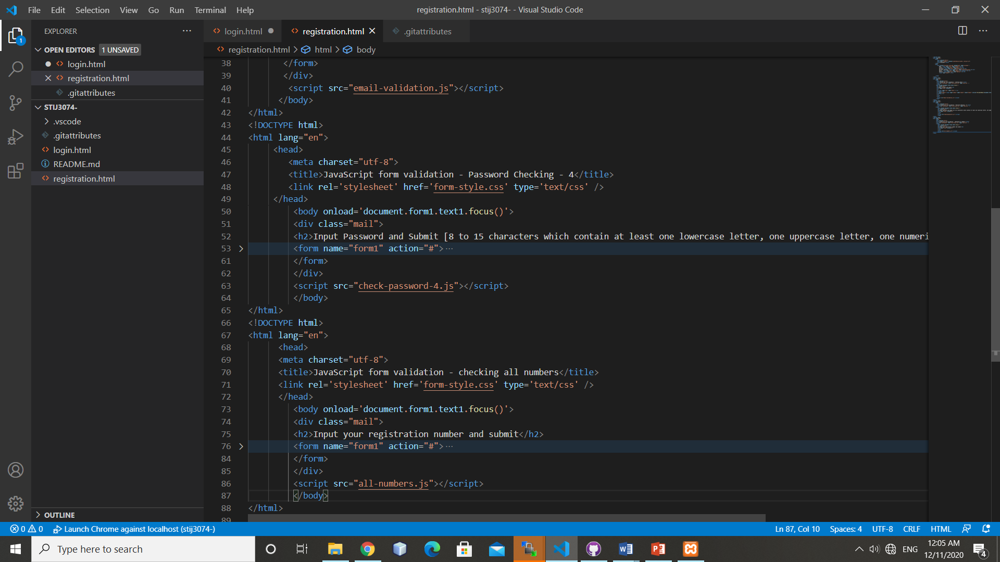 File Edit Selection View Go Run Terminal Help
registration.html - stij3074- - Visual Studio Code
EXPLORER
OPEN EDITORS 1 UNSAVED
login.html
registration.html
.gitattributes
STIJ3074-
.vscode
.gitattributes
login.html
README.md
registration.html
OUTLINE
1
login.html registration.html .gitattributes
registration.html > html > body
38 </form>
39 </div>
40 <script src="email-validation.js"></script>
41 </body>
42 </html>
43 <!DOCTYPE html>
44 <html lang="en">
45 <head>
46 <meta charset="utf-8">
47 <title>JavaScript form validation - Password Checking - 4</title>
48 <link rel='stylesheet' href='form-style.css' type='text/css' />
49 </head>
50 <body onload='document.form1.text1.focus()'>
51 <div class="mail">
52 <h2>Input Password and Submit [8 to 15 characters which contain at least one lowercase letter, one uppercase letter, one numeri
53 <form name="form1" action="#">···
61 </form>
62 </div>
63 <script src="check-password-4.js"></script>
64 </body>
65 </html>
66 <!DOCTYPE html>
67 <html lang="en">
68 <head>
69 <meta charset="utf-8">
70 <title>JavaScript form validation - checking all numbers</title>
71 <link rel='stylesheet' href='form-style.css' type='text/css' />
72 </head>
73 <body onload='document.form1.text1.focus()'>
74 <div class="mail">
75 <h2>Input your registration number and submit</h2>
76 <form name="form1" action="#">···
84 </form>
85 </div>
86 <script src="all-numbers.js"></script>
87 </body>
88 </html>
89
0 0 Launch Chrome against localhost (stij3074-)
Ln 87, Col 10 Spaces: 4 UTF-8 CRLF HTML
Type here to search
ENG
12:05 AM
12/11/2020
4